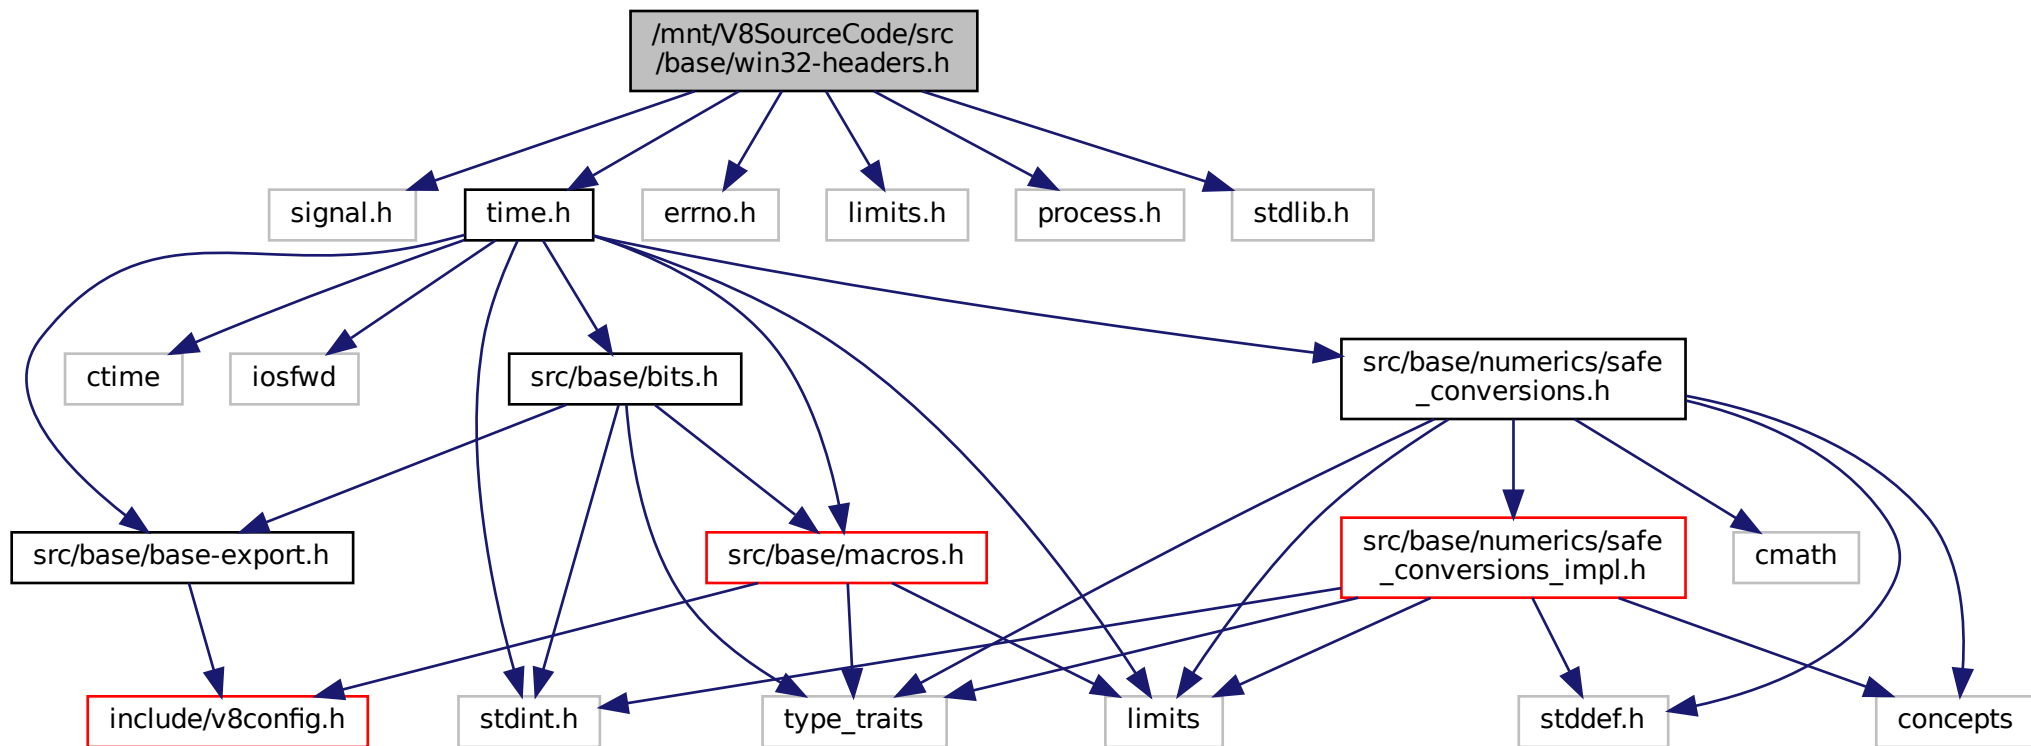 /mnt/V8SourceCode/src
/base/win32-headers.h
signal.h
time.h
errno.h
limits.h
process.h
stdlib.h
ctime
iosfwd
src/base/bits.h
src/base/numerics/safe
_conversions.h
src/base/base-export.h
src/base/macros.h
src/base/numerics/safe
_conversions_impl.h
cmath
include/v8config.h
stdint.h
type_traits
limits
stddef.h
concepts